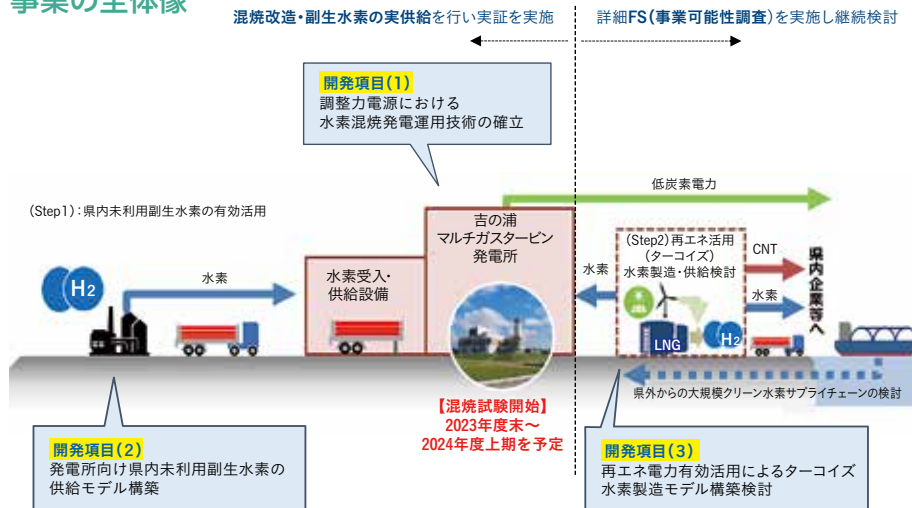 事業の全体像
混焼改造・副生水素の実供給を行い実証を実施
詳細FS(事業可能性調査)を実施し継続検討
開発項目(1)
調整力電源における
水素混焼発電運用技術の確立
低炭素電力
(Step1)：県内未利用副生水素の有効活用
吉の浦
マルチガスタービン
発電所
(Step2)再エネ活用
(ターコイズ)
水素製造・供給検討
CNT
県内企業等へ
水素
水素受入・
供給設備
水素
水素
H2
LNG
H2
県外からの大規模クリーン水素サプライチェーンの検討
【混焼試験開始】
2023年度末～
2024年度上期を予定
開発項目(2)
発電所向け県内未利用副生水素の
供給モデル構築
開発項目(3)
再エネ電力有効活用によるターコイズ
水素製造モデル構築検討